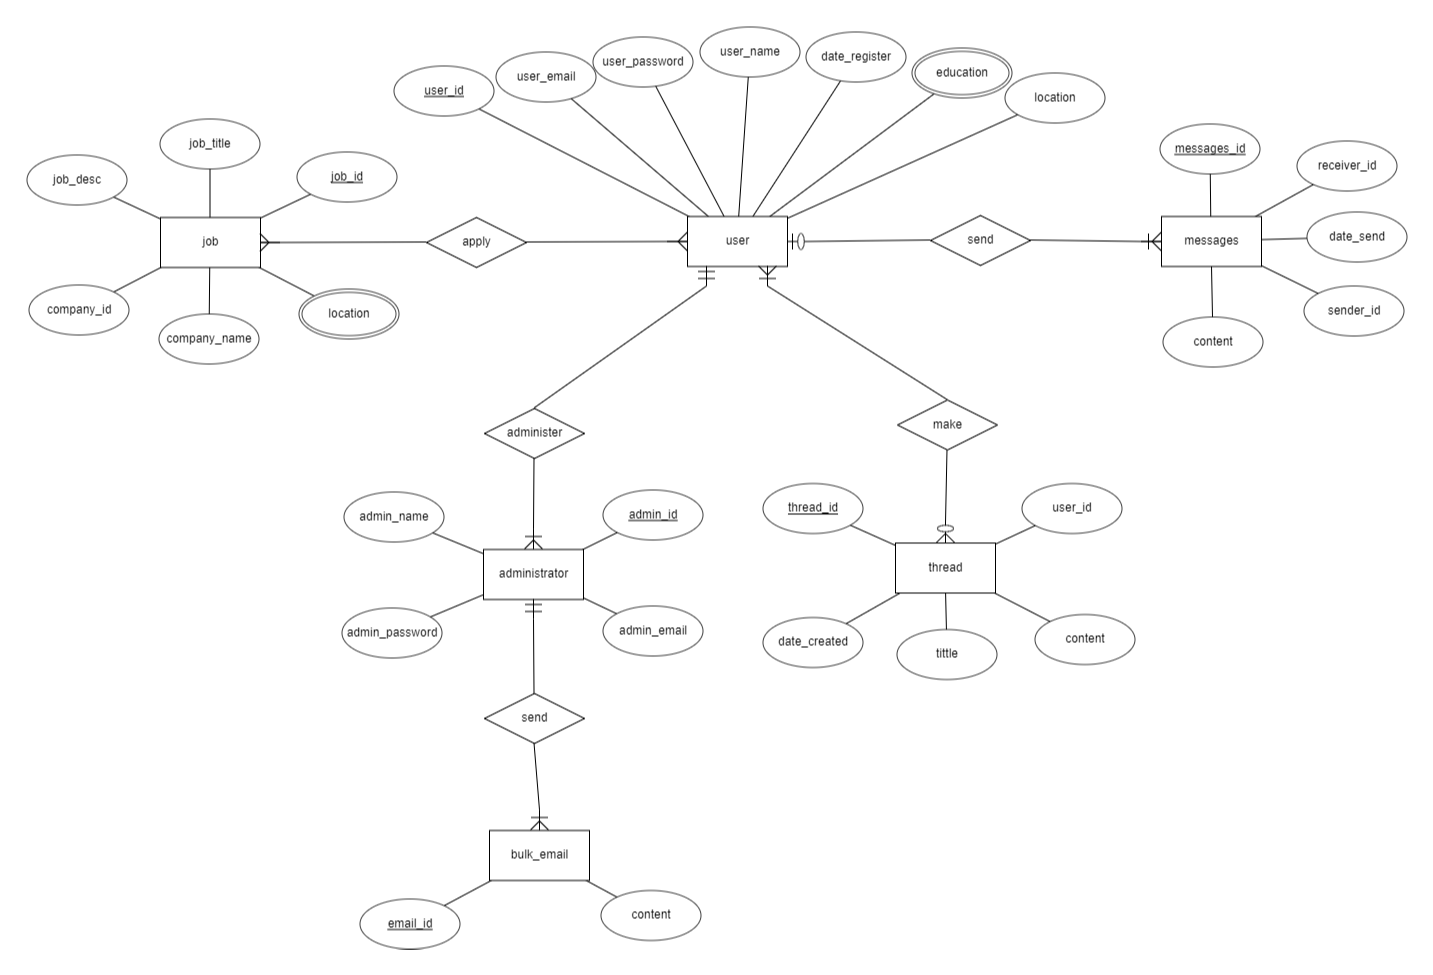 user_name
user_password
date_register
user_email
education
user_id
location
job_title
messages_id
job_desc
job_id
receiver_id
job
apply
user
send
messages
date_send
company_id
location
sender_id
company_name
content
administer
make
admin_name
admin_id
thread_id
user_id
administrator
thread
admin_password
admin_email
date_created
tittle
content
send
bulk_email
email_id
content